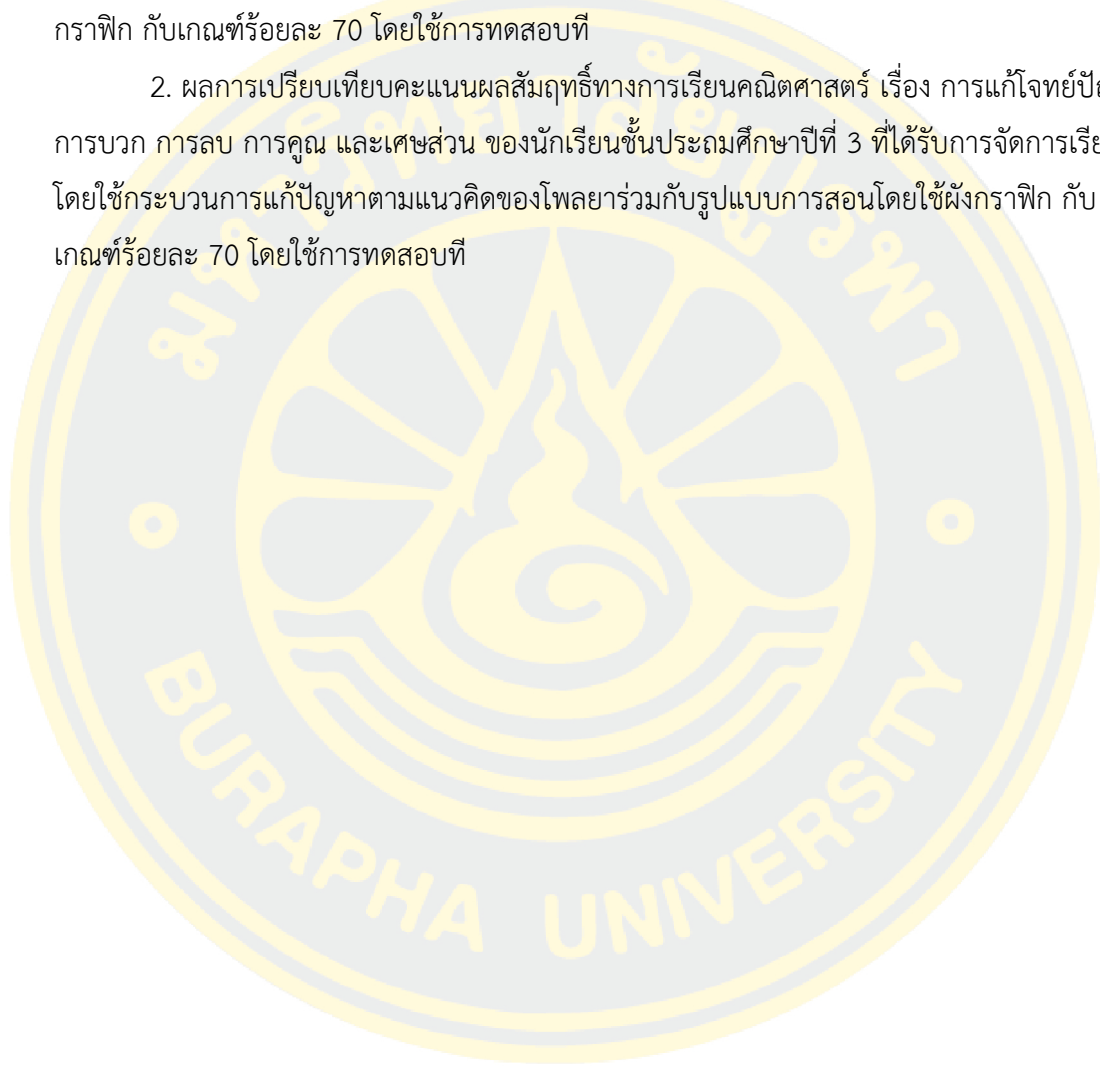 กราฟิก กับเกณฑ์ร้อยละ 70 โดยใช้การทดสอบที
2. ผลการเปรียบเทียบคะแนนผลสัมฤทธิ์ทางการเรียนคณิตศาสตร์ เรื่อง การแก้โจทย์
การบวก การลบ การคูณ และเศษส่วน ของนักเรียนชั้นประถมศึกษาปีที่ 3 ที่ได้รับการจัดการ
โดยใช้กระบวนการแก้ปัญหาตามแนวคิดของโพลยาร่วมกับรูปแบบการสอนโดยใช้ผังกราฟิก กับ
เกณฑ์ร้อยละ 70 โดยใช้การทดสอบที
มหาวิทยาลัยบูรพา
BURAPHA UNIVERSITY